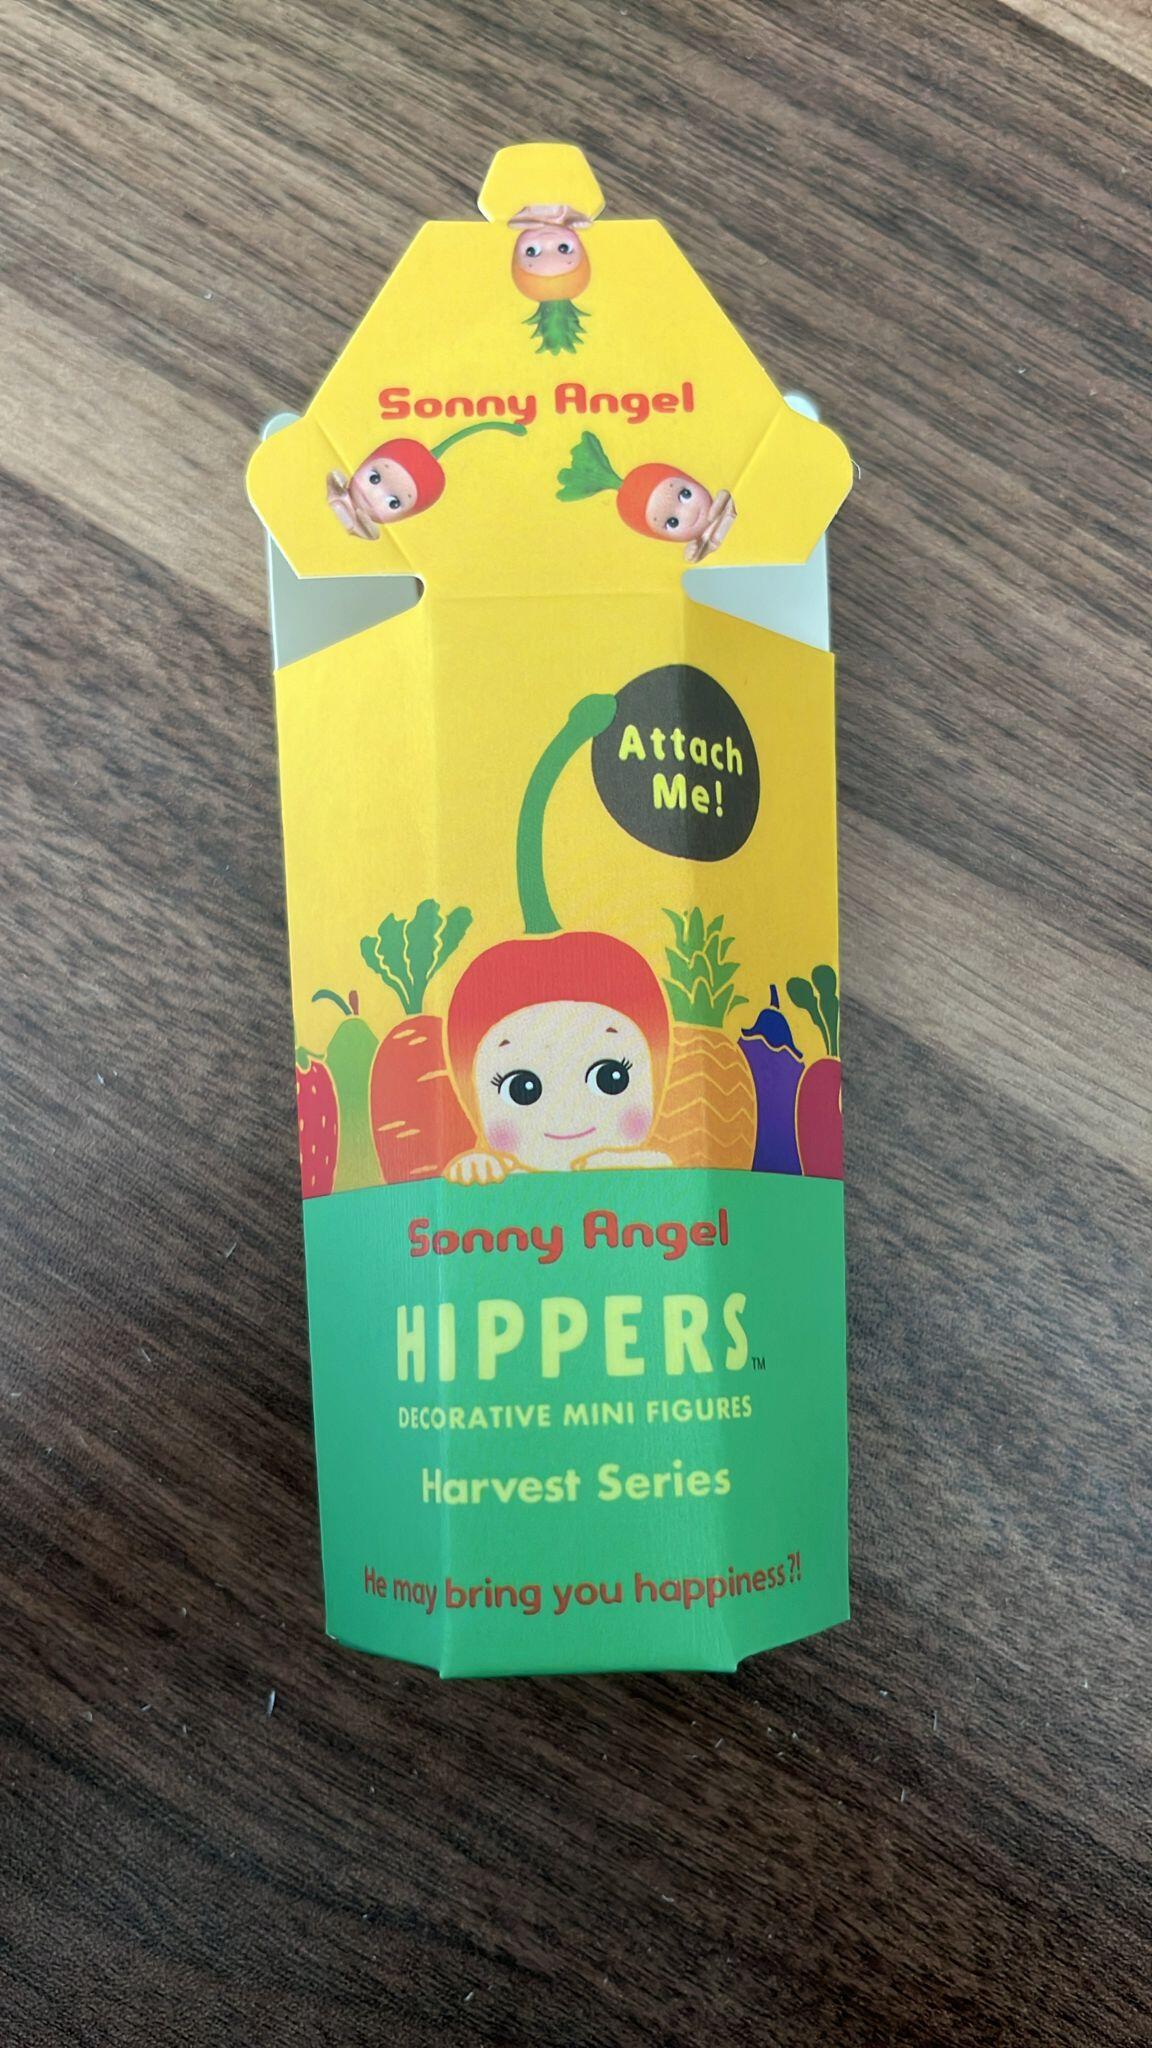 Sonny Angel
Attach
Me!
Sonny Angel
HIPPERS™
DECORATIVE MINI FIGURES
Harvest Series
He may bring you happiness?!